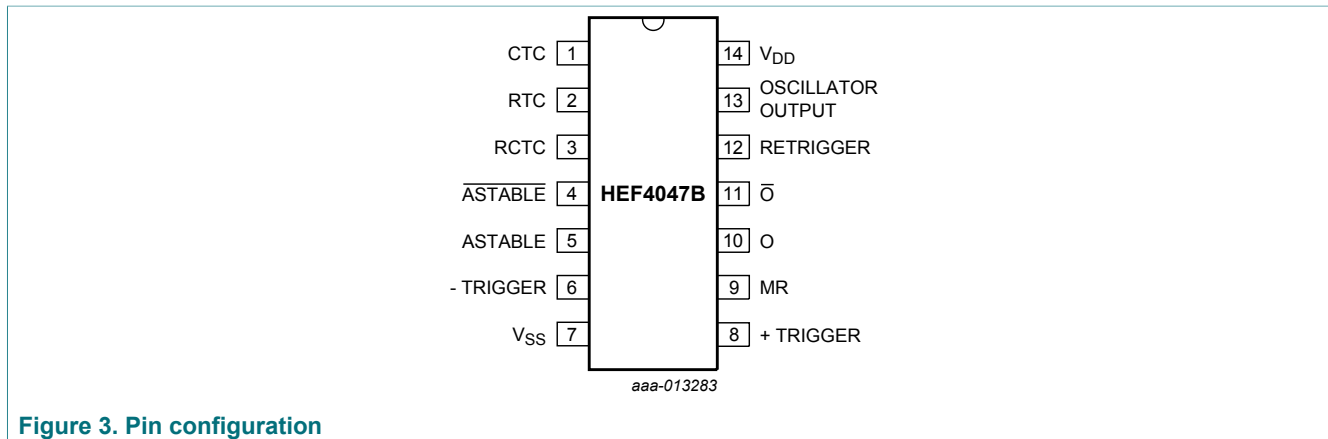 CTC 1 14 VDD
RTC 2 13 OSCILLATOR OUTPUT
RCTC 3 12 RETRIGGER
A̅S̅T̅A̅B̅L̅E̅ 4 HEF4047B 11 O̅
ASTABLE 5 10 O
- TRIGGER 6 9 MR
VSS 7 8 + TRIGGER
aaa-013283
Figure 3. Pin configuration